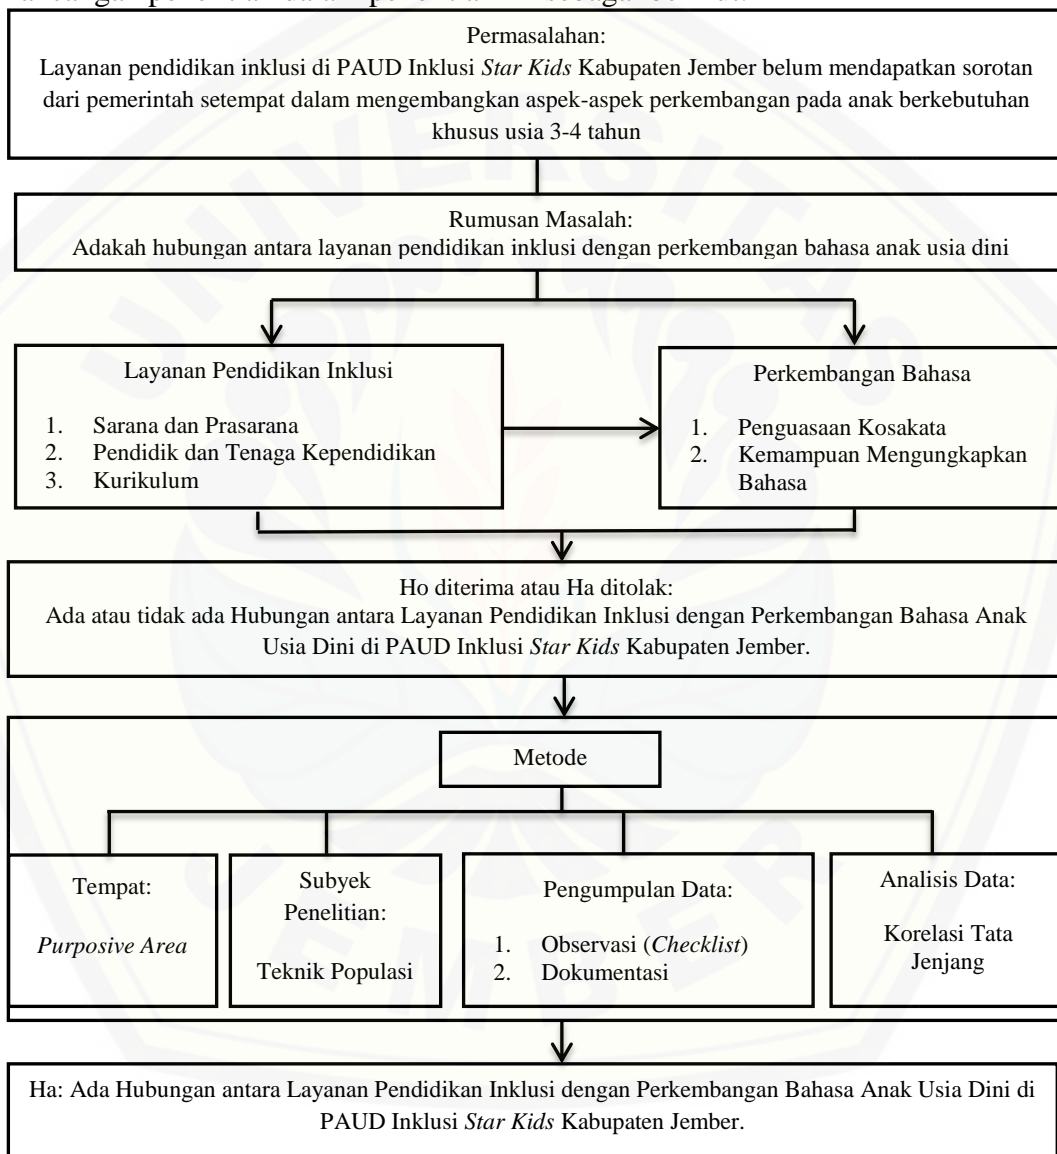 Permasalahan:
Layanan pendidikan inklusi di PAUD Inklusi Star Kids Kabupaten Jember belum mendapatkan sorotan
dari pemerintah setempat dalam mengembangkan aspek-aspek perkembangan pada anak berkebutuhan
khusus usia 3-4 tahun
Rumusan Masalah:
Adakah hubungan antara layanan pendidikan inklusi dengan perkembangan bahasa anak usia dini
Layanan Pendidikan Inklusi
1. Sarana dan Prasarana
2. Pendidik dan Tenaga Kependidikan
3. Kurikulum
Perkembangan Bahasa
1. Penguasaan Kosakata
2. Kemampuan Mengungkapkan
Bahasa
Ho diterima atau Ha ditolak:
Ada atau tidak ada Hubungan antara Layanan Pendidikan Inklusi dengan Perkembangan Bahasa Anak
Usia Dini di PAUD Inklusi Star Kids Kabupaten Jember.
Metode
Tempat:
Purposive Area
Subyek
Penelitian:
Teknik Populasi
Pengumpulan Data:
1. Observasi (Checklist)
2. Dokumentasi
Analisis Data:
Korelasi Tata
Jenjang
Ha: Ada Hubungan antara Layanan Pendidikan Inklusi dengan Perkembangan Bahasa Anak Usia Dini di
PAUD Inklusi Star Kids Kabupaten Jember.
UNIVERSITAS
JEMBER